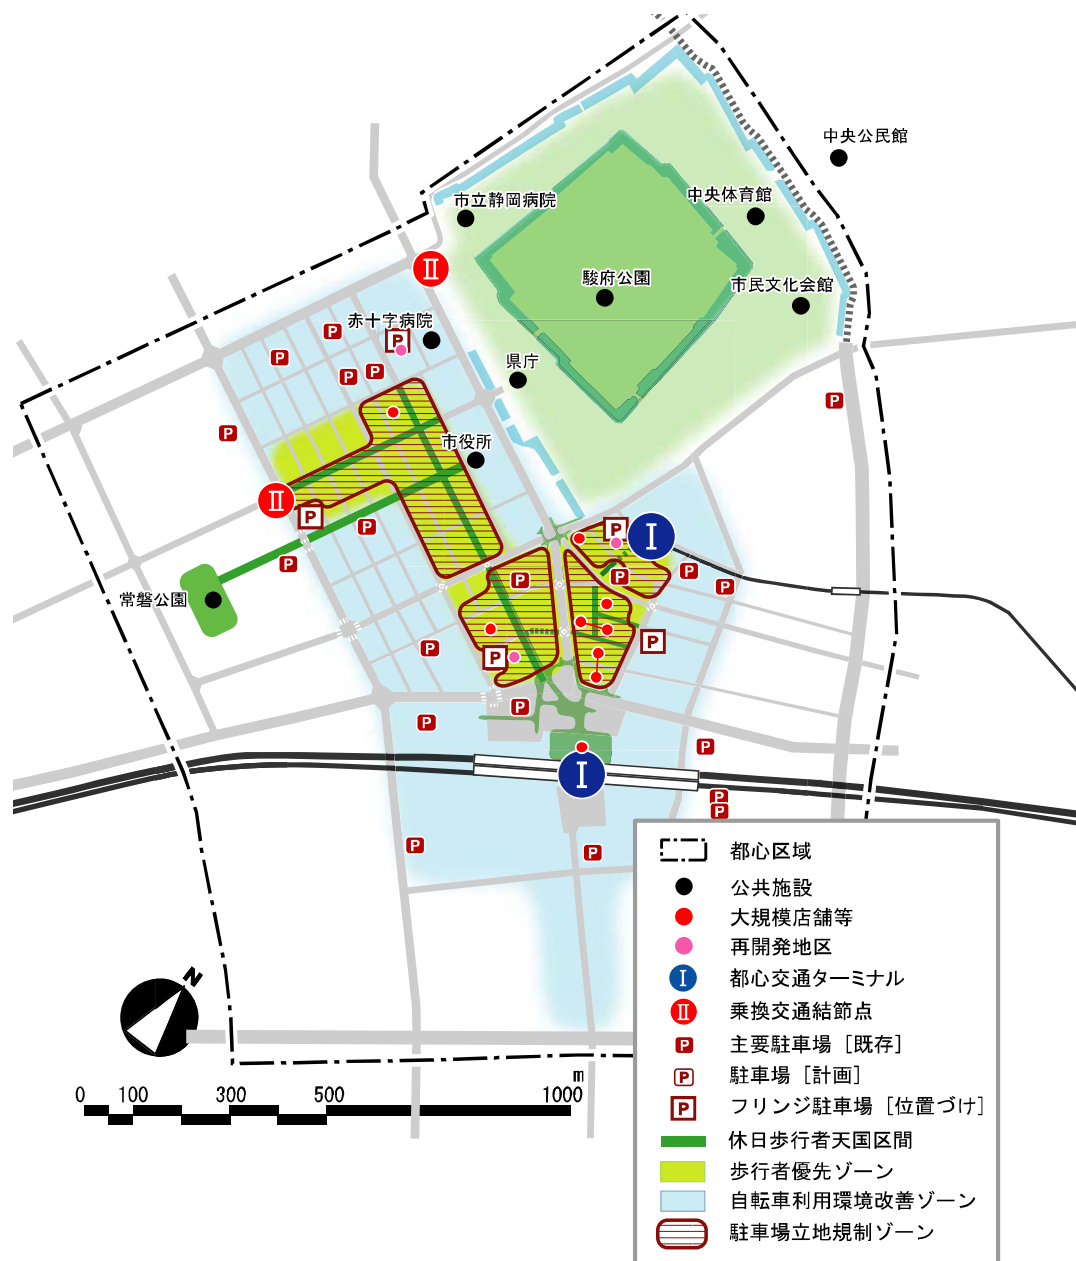 中央公民館
市立静岡病院
中央体育館
Ⅱ
駿府公園
市民文化会館
赤十字病院
P
P
P
県庁
P
P
P
P
市役所
Ⅱ
P
P
P
Ⅰ
P
P
P
P
P
常磐公園
P
P
P
P
P
P
Ⅰ
P
P
P
P
N
0 100 300 500 1000 m
都心区域
公共施設
大規模店舗等
再開発地区
Ⅰ 都心交通ターミナル
Ⅱ 乗換交通結節点
P 主要駐車場［既存］
P 駐車場［計画］
P フリンジ駐車場［位置づけ］
休日歩行者天国区間
歩行者優先ゾーン
自転車利用環境改善ゾーン
駐車場立地規制ゾーン